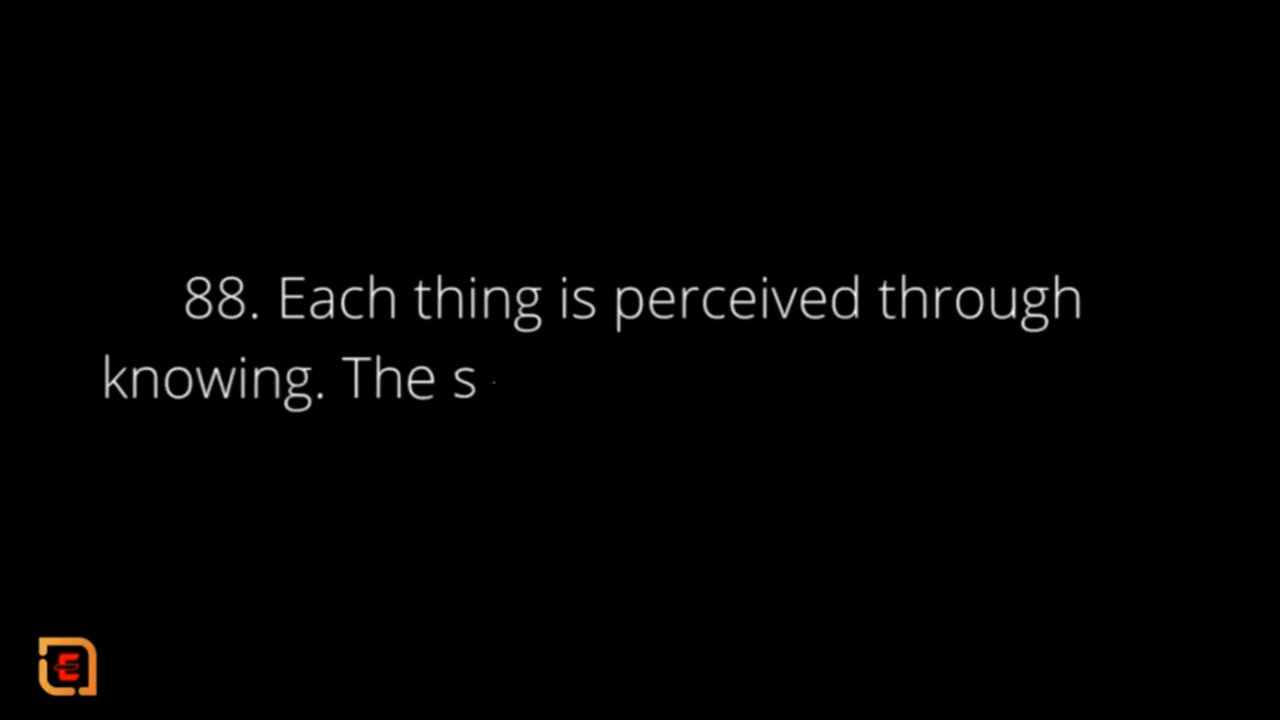 88. Each thing is perceived through
knowing. The s